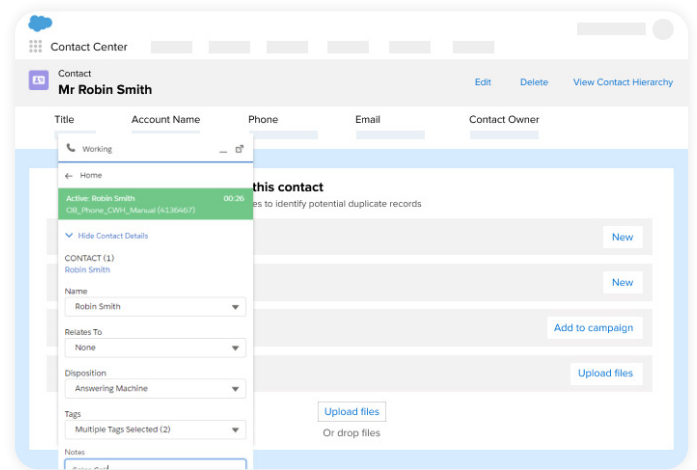 Contact Center
Contact
Mr Robin Smith
Edit Delete View Contact Hierarchy
Title Account Name Phone Email Contact Owner
Working
Home
this contact
Active: Robin Smith 00:26
es to identify potential duplicate records
OB_Phone_CWH_Manual (4136467)
Hide Contact Details
New
CONTACT (1)
Robin Smith
New
Name
Robin Smith
Relates To
Add to campaign
None
Disposition
Upload files
Answering Machine
Tags
Upload files
Multiple Tags Selected (2)
Or drop files
Notes